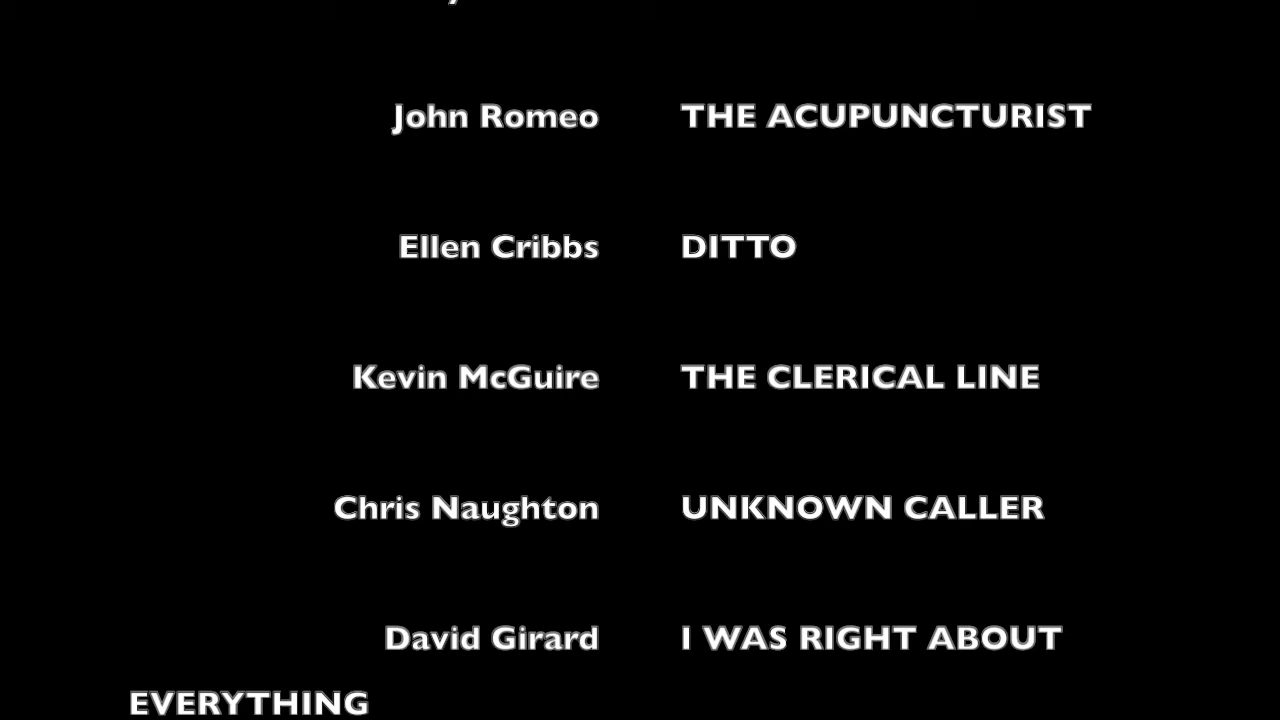 John Romeo THE ACUPUNCTURIST
Ellen Cribbs DITTO
Kevin McGuire THE CLERICAL LINE
Chris Naughton UNKNOWN CALLER
David Girard I WAS RIGHT ABOUT
EVERYTHING